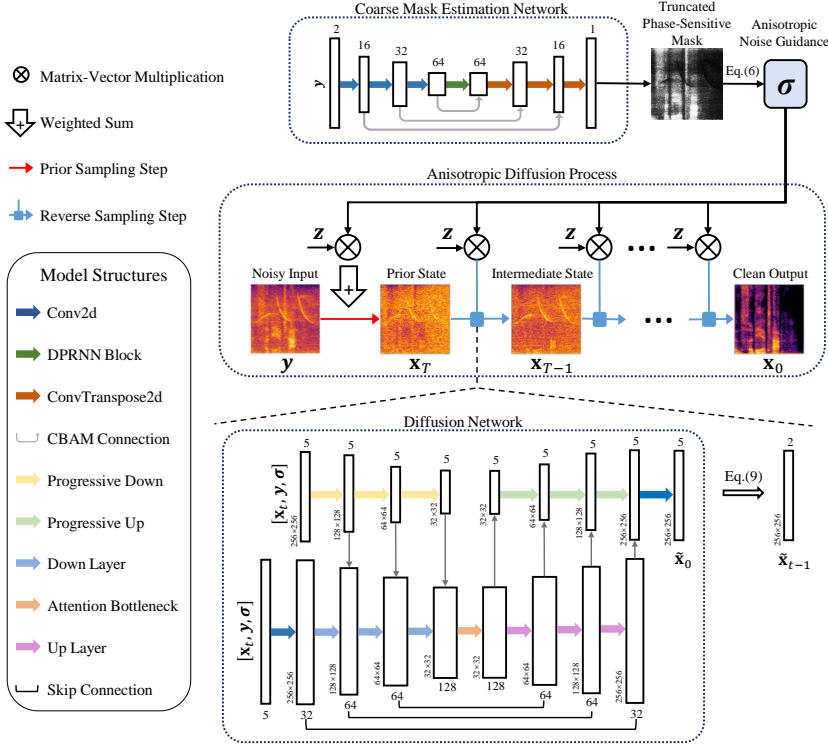 Coarse Mask Estimation Network
Truncated
Phase-Sensitive
Mask
Anisotropic
Noise Guidance
2
16
32
64
64
32
16
1
y
Eq.(6)
σ
Matrix-Vector Multiplication
+
Weighted Sum
Prior Sampling Step
Reverse Sampling Step
Anisotropic Diffusion Process
z
z
z
z
Noisy Input
+
Prior State
Intermediate State
Clean Output
y
x_T
x_{T−1}
x_0
Model Structures
Conv2d
DPRNN Block
ConvTranspose2d
CBAM Connection
Progressive Down
Progressive Up
Down Layer
Attention Bottleneck
Up Layer
Skip Connection
Diffusion Network
[x_t, y, σ]
5
5
5
5
5
5
5
5
5
256×256
128×128
64×64
32×32
32×32
64×64
128×128
256×256
256×256
x̃_0
Eq.(9)
2
256×256
x̃_{t−1}
[x_t, y, σ]
256×256
128×128
64×64
32×32
32×32
64×64
128×128
256×256
5
32
64
64
128
128
64
64
32